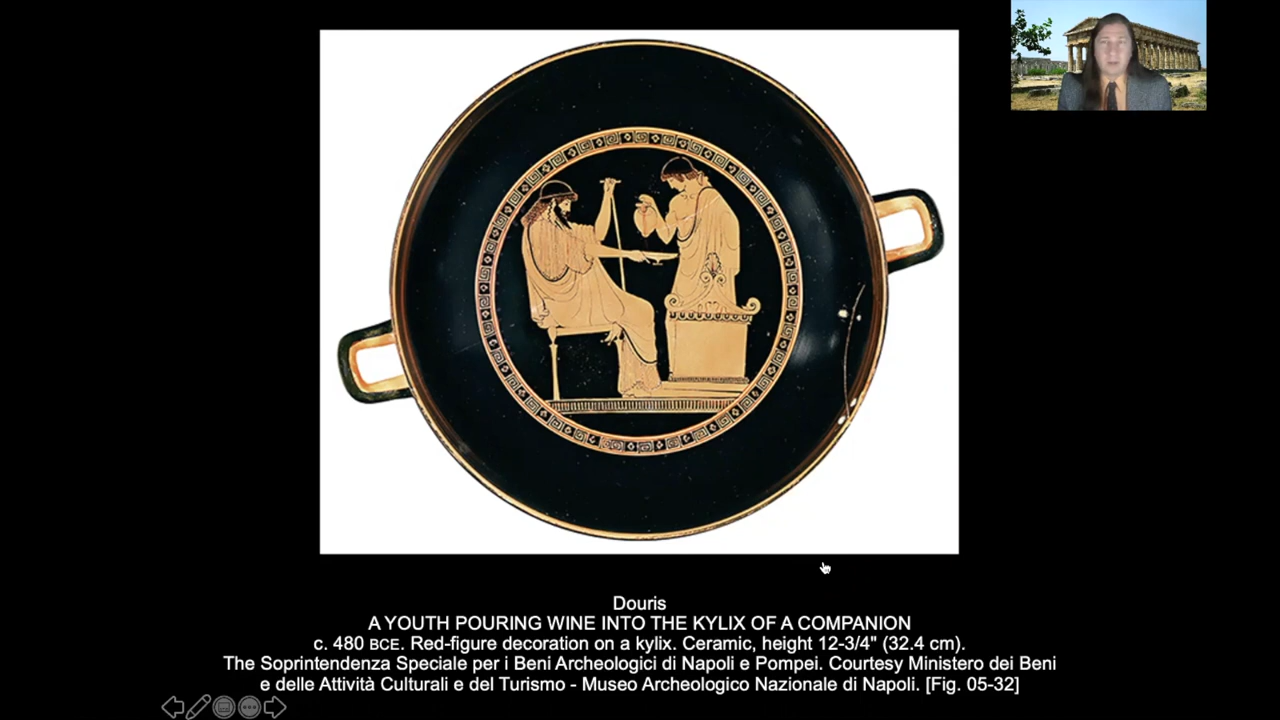 Douris
A YOUTH POURING WINE INTO THE KYLIX OF A COMPANION
c. 480 BCE. Red-figure decoration on a kylix. Ceramic, height 12-3/4" (32.4 cm).
The Soprintendenza Speciale per i Beni Archeologici di Napoli e Pompei. Courtesy Ministero dei Beni
e delle Attività Culturali e del Turismo - Museo Archeologico Nazionale di Napoli. [Fig. 05-32]